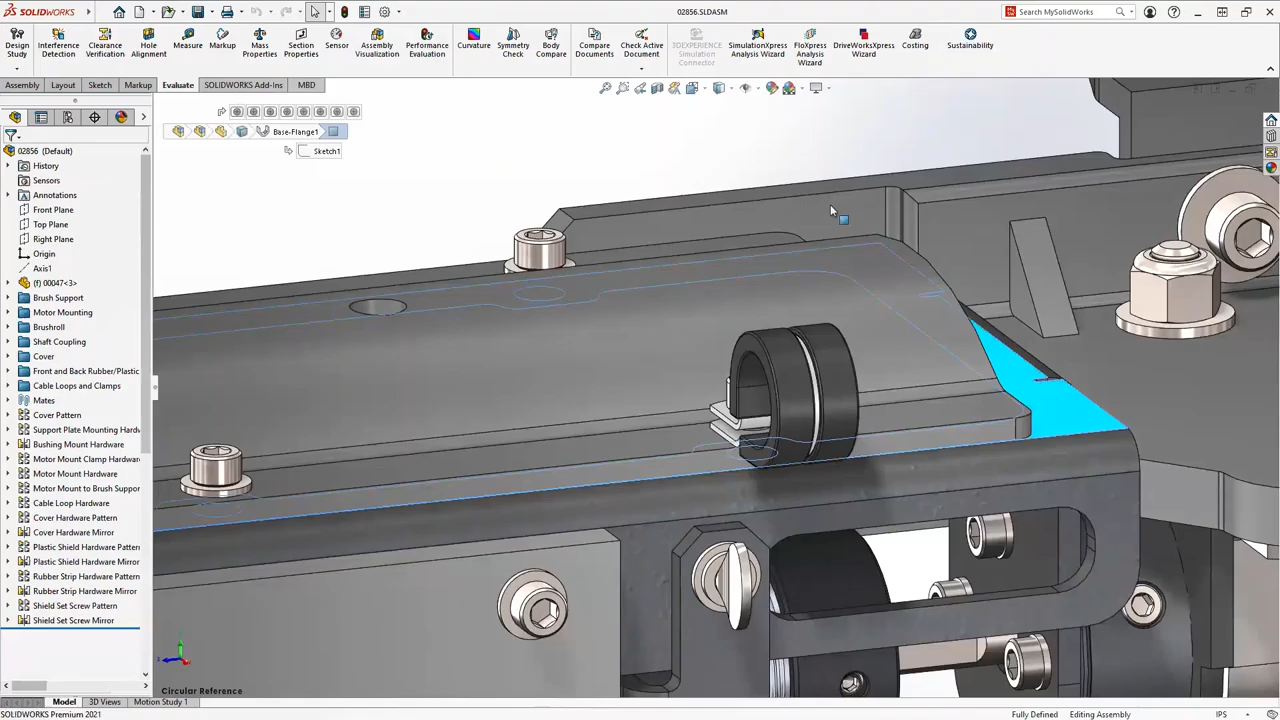 SOLIDWORKS
02856.SLDASM
Search MySolidWorks
Design Study
Interference Detection
Clearance Verification
Hole Alignment
Measure
Markup
Mass Properties
Section Properties
Sensor
Assembly Visualization
Performance Evaluation
Curvature
Symmetry Check
Body Compare
Compare Documents
Check Active Document
3DEXPERIENCE Simulation Connector
SimulationXpress Analysis Wizard
FloXpress Analysis Wizard
DriveWorksXpress Wizard
Costing
Sustainability
Assembly Layout Sketch Markup Evaluate SOLIDWORKS Add-Ins MBD
Base-Flange1
Sketch1
02856 (Default)
History
Sensors
Annotations
Front Plane
Top Plane
Right Plane
Origin
Axis1
(f) 00047<3>
Brush Support
Motor Mounting
Brushroll
Shaft Coupling
Cover
Front and Back Rubber/Plastic
Cable Loops and Clamps
Mates
Cover Pattern
Support Plate Mounting Hardw
Bushing Mount Hardware
Motor Mount Clamp Hardware
Motor Mount Hardware
Motor Mount to Brush Suppor
Cable Loop Hardware
Cover Hardware Pattern
Cover Hardware Mirror
Plastic Shield Hardware Pattern
Plastic Shield Hardware Mirror
Rubber Strip Hardware Pattern
Rubber Strip Hardware Mirror
Shield Set Screw Pattern
Shield Set Screw Mirror
Circular Reference
Model 3D Views Motion Study 1
SOLIDWORKS Premium 2021
Fully Defined Editing Assembly IPS